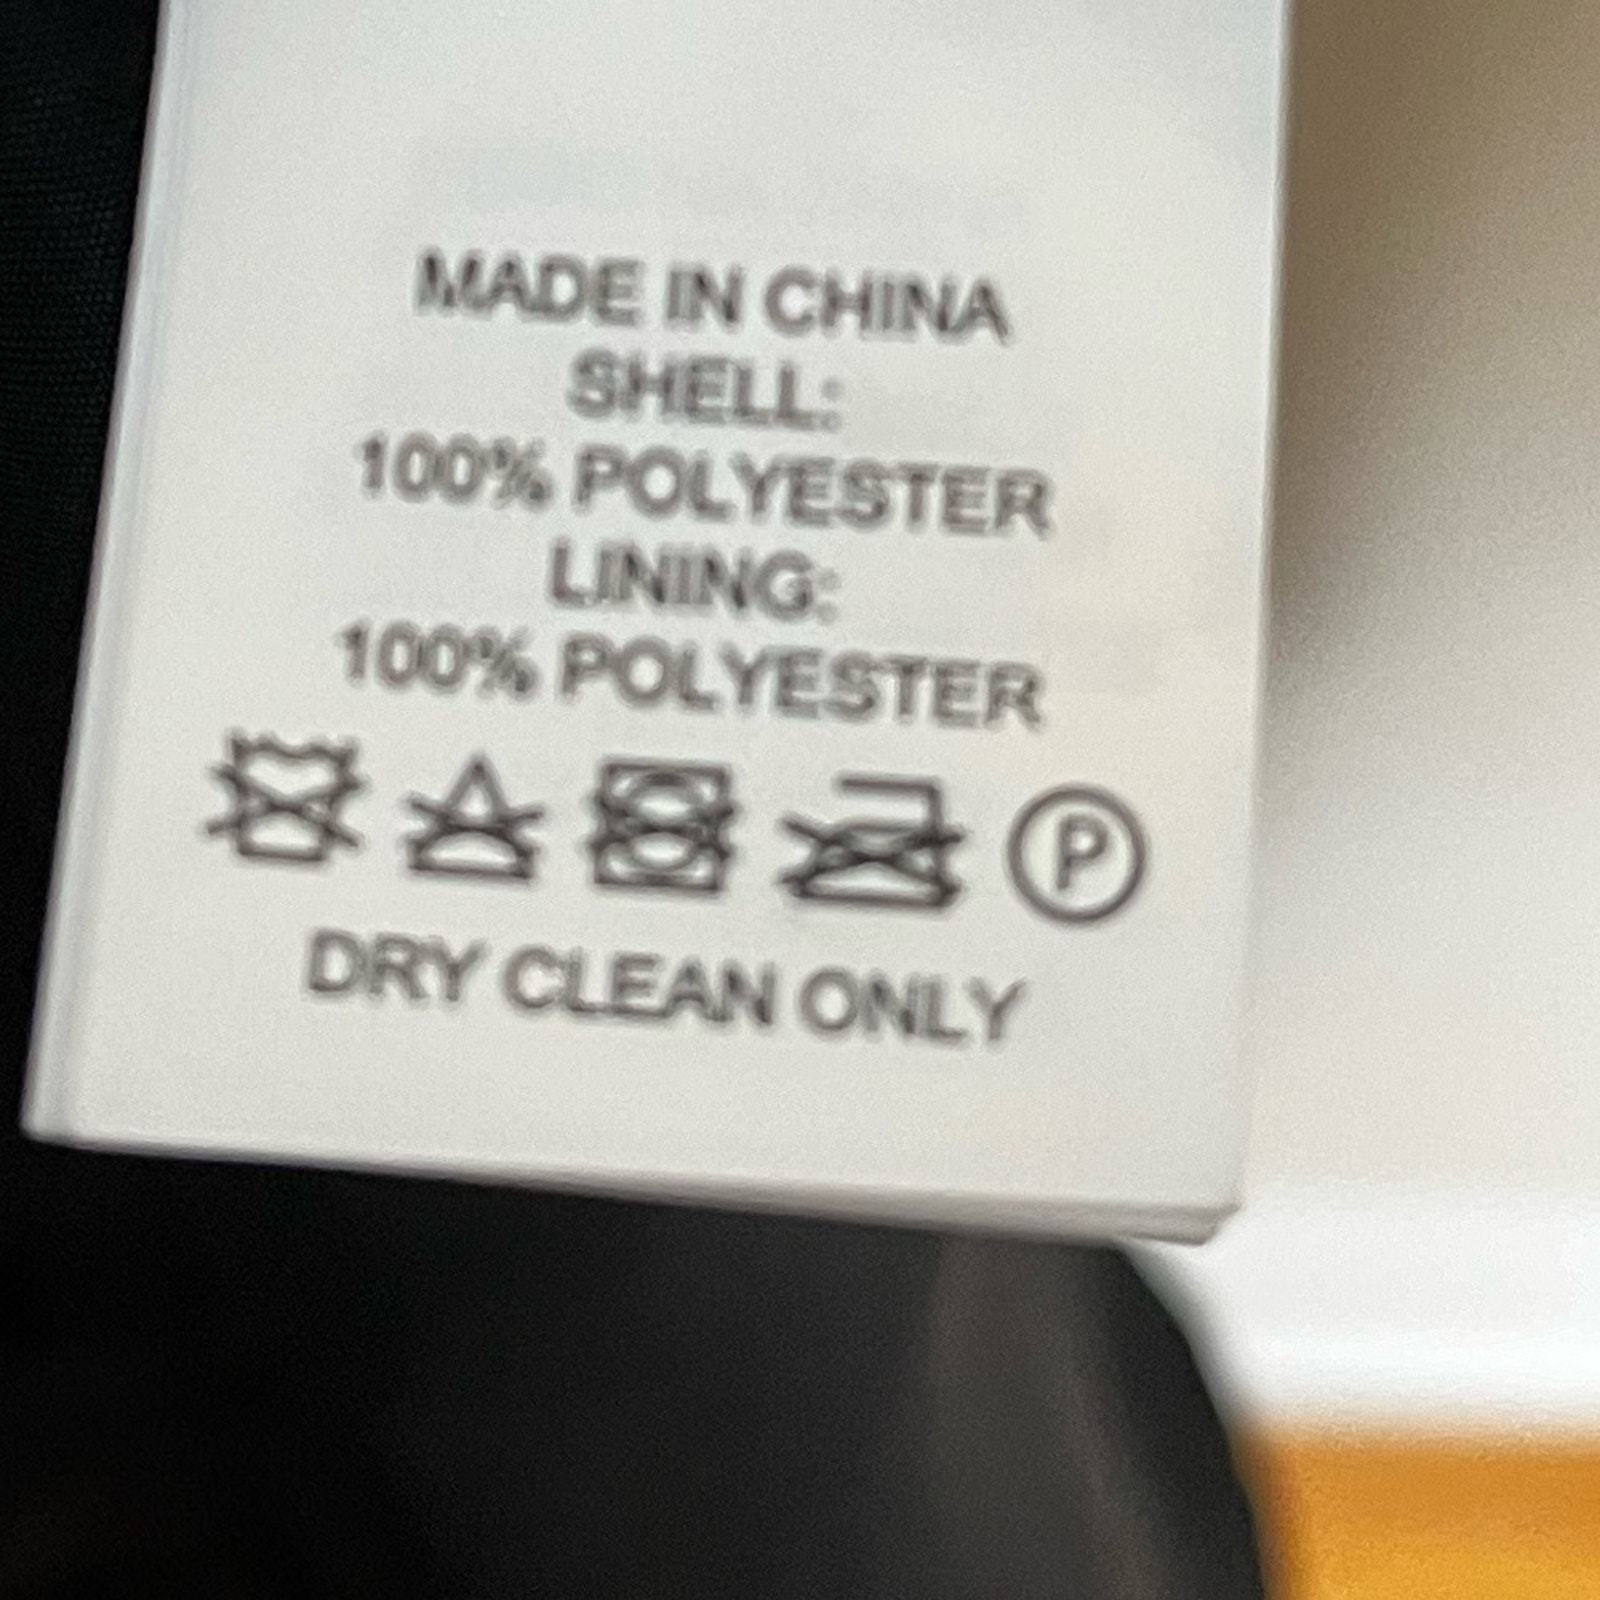 MADE IN CHINA
SHELL:
100% POLYESTER
LINING:
100% POLYESTER
P
DRY CLEAN ONLY